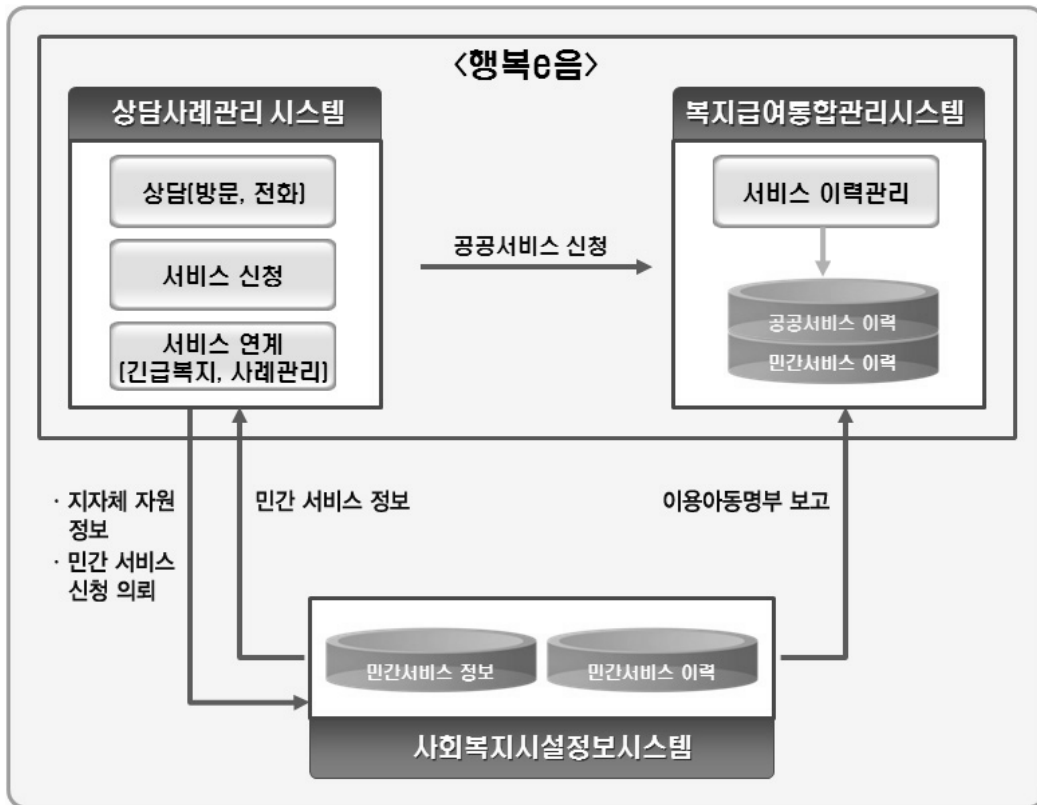 <행복e음>
상담사례관리 시스템
상담(방문, 전화)
서비스 신청
서비스 연계
(긴급복지, 사례관리)
공공서비스 신청
복지급여통합관리시스템
서비스 이력관리
공공서비스 이력
민간서비스 이력
· 지자체 자원
정보
· 민간 서비스
신청 의뢰
민간 서비스 정보
이용아동명부 보고
민간서비스 정보
민간서비스 이력
사회복지시설정보시스템